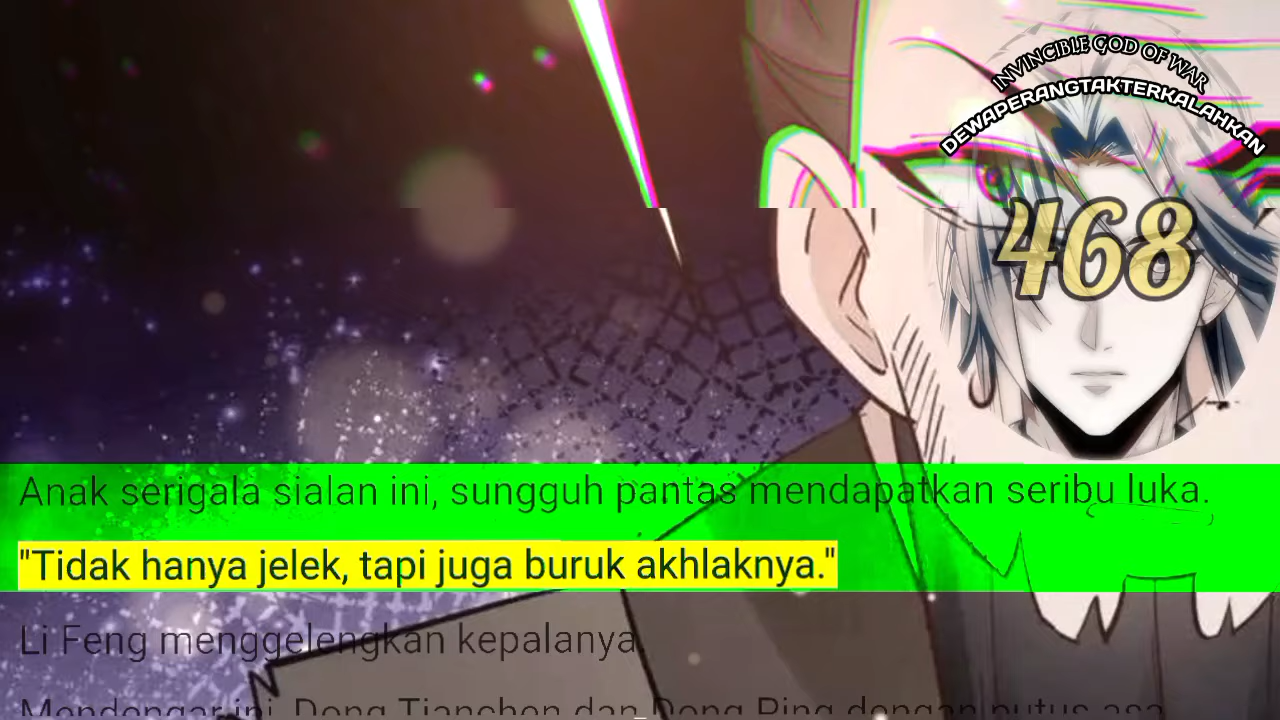 INVINCIBLE GOD OF WAR
DEWAPERANGTAKTERKALAHKAN
468
Anak serigala sialan ini, sungguh pantas mendapatkan seribu luka.
"Tidak hanya jelek, tapi juga buruk akhlaknya."
Li Feng menggelengkan kepalanya.
Mendengar ini, Dong Tianchen dan Dong Ping dengan putus asa